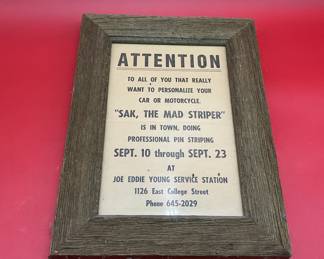 ATTENTION
TO ALL OF YOU THAT REALLY
WANT TO PERSONALIZE YOUR
CAR OR MOTORCYCLE.
"SAK, THE MAD STRIPER"
IS IN TOWN, DOING
PROFESSIONAL PIN STRIPING
SEPT. 10 through SEPT. 23
AT
JOE EDDIE YOUNG SERVICE STATION
1126 East College Street
Phone 645-2029